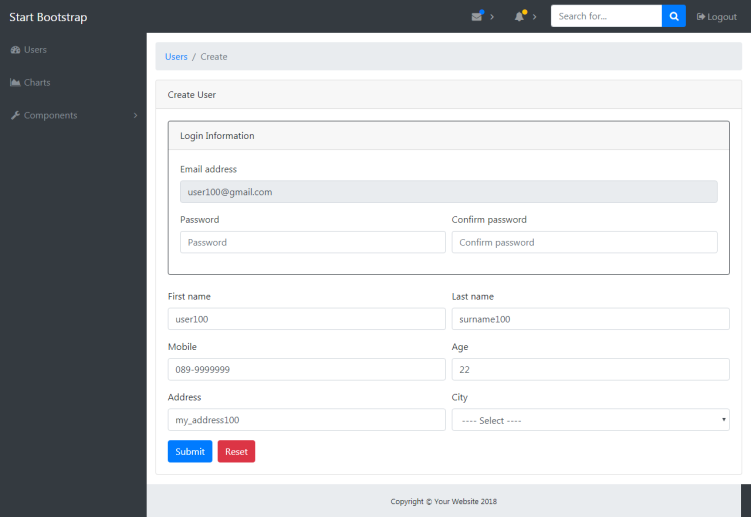 Start Bootstrap
Search for...
Logout
Users
Charts
Components
Users / Create
Create User
Login Information
Email address
user100@gmail.com
Password
Confirm password
Password
Confirm password
First name
Last name
user100
surname100
Mobile
Age
089-9999999
22
Address
City
my_address100
---- Select ----
Submit
Reset
Copyright © Your Website 2018